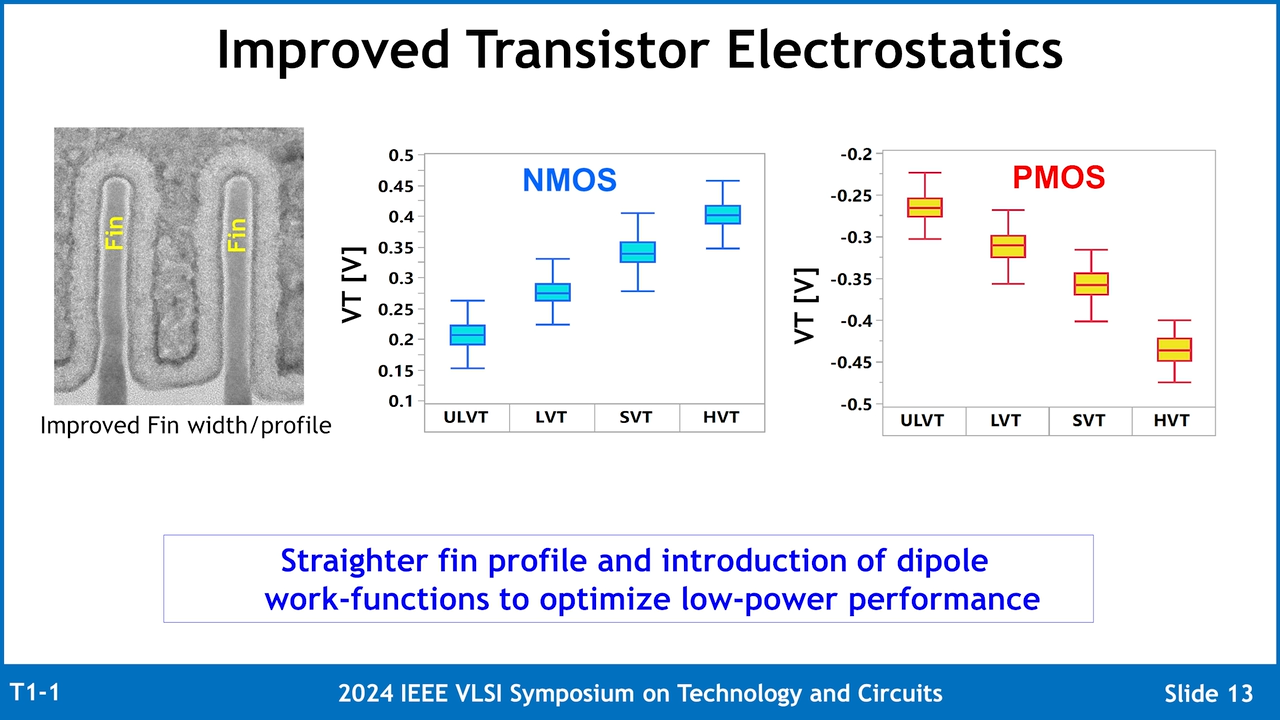 Improved Transistor Electrostatics
Fin
Fin
Improved Fin width/profile
NMOS
VT [V]
0.5
0.45
0.4
0.35
0.3
0.25
0.2
0.15
0.1
ULVT LVT SVT HVT
PMOS
VT [V]
-0.2
-0.25
-0.3
-0.35
-0.4
-0.45
-0.5
ULVT LVT SVT HVT
Straighter fin profile and introduction of dipole
work-functions to optimize low-power performance
T1-1 2024 IEEE VLSI Symposium on Technology and Circuits Slide 13